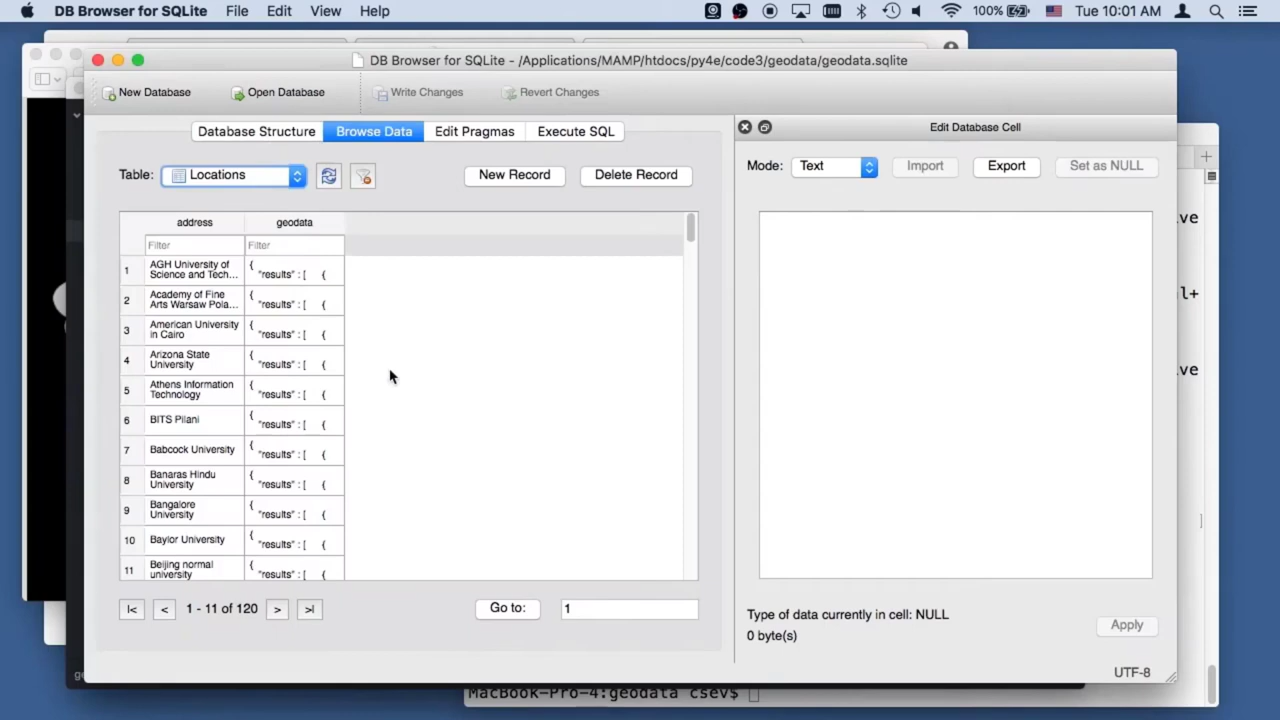 DB Browser for SQLite File Edit View Help 100% Tue 10:01 AM
DB Browser for SQLite - /Applications/MAMP/htdocs/py4e/code3/geodata/geodata.sqlite
New Database Open Database Write Changes Revert Changes
Database Structure Browse Data Edit Pragmas Execute SQL
Edit Database Cell
Table: Locations New Record Delete Record
Mode: Text Import Export Set as NULL
address geodata
Filter Filter
1 AGH University of { 
Science and Tech... "results" : [ {
2 Academy of Fine {
Arts Warsaw Pola... "results" : [ {
3 American University {
in Cairo "results" : [ {
4 Arizona State {
University "results" : [ {
5 Athens Information {
Technology "results" : [ {
6 BITS Pilani {
"results" : [ {
7 Babcock University {
"results" : [ {
8 Banaras Hindu {
University "results" : [ {
9 Bangalore {
University "results" : [ {
10 Baylor University {
"results" : [ {
11 Beijing normal {
university "results" : [ {
|< < 1 - 11 of 120 > >| Go to: 1
Type of data currently in cell: NULL
0 byte(s)
Apply
UTF-8
ve
l+
ve
]
MacBook-Pro-4:geodata csev$